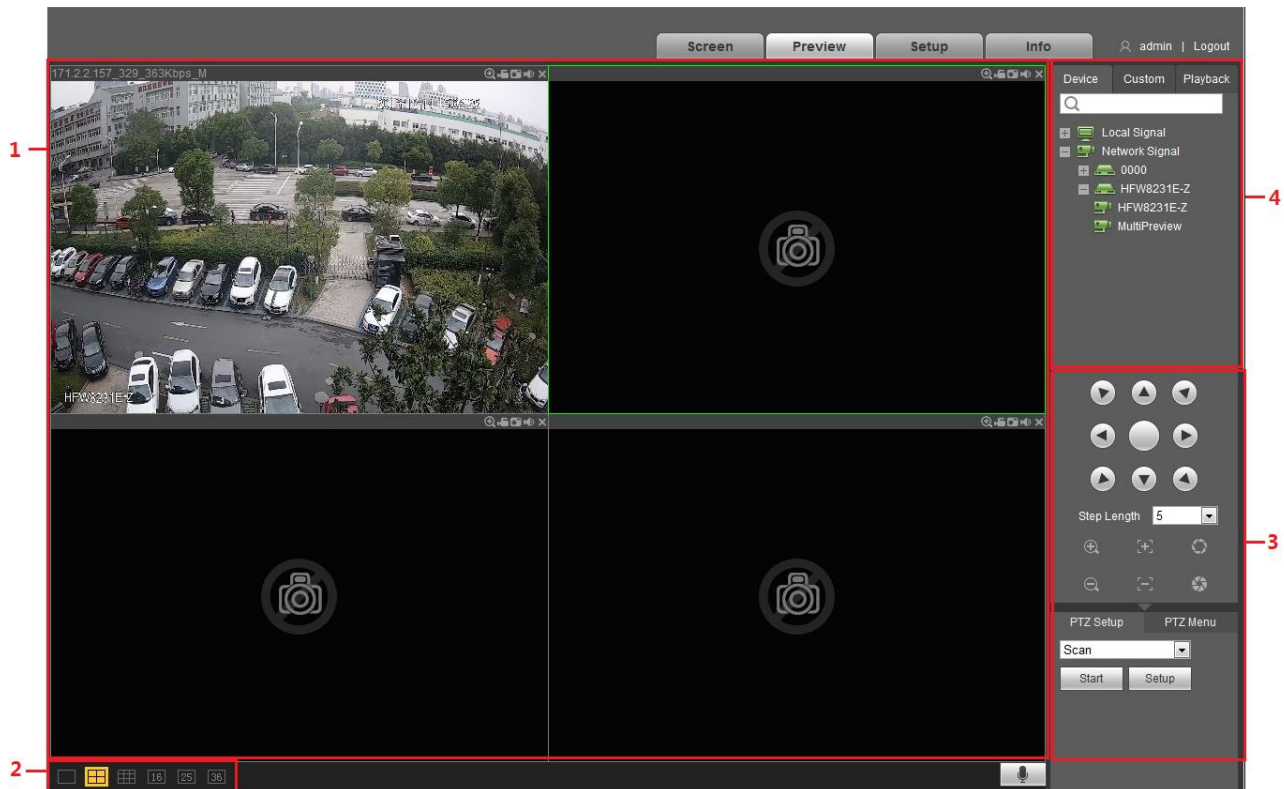 Screen Preview Setup Info admin | Logout
171.2.2.157_329_363Kbps_M
Device Custom Playback
Local Signal
Network Signal
0000
HFW8231E-Z
HFW8231E-Z
MultiPreview
HFW8231E-Z
Step Length 5
PTZ Setup PTZ Menu
Scan
Start Setup
16 25 36
1
2
3
4